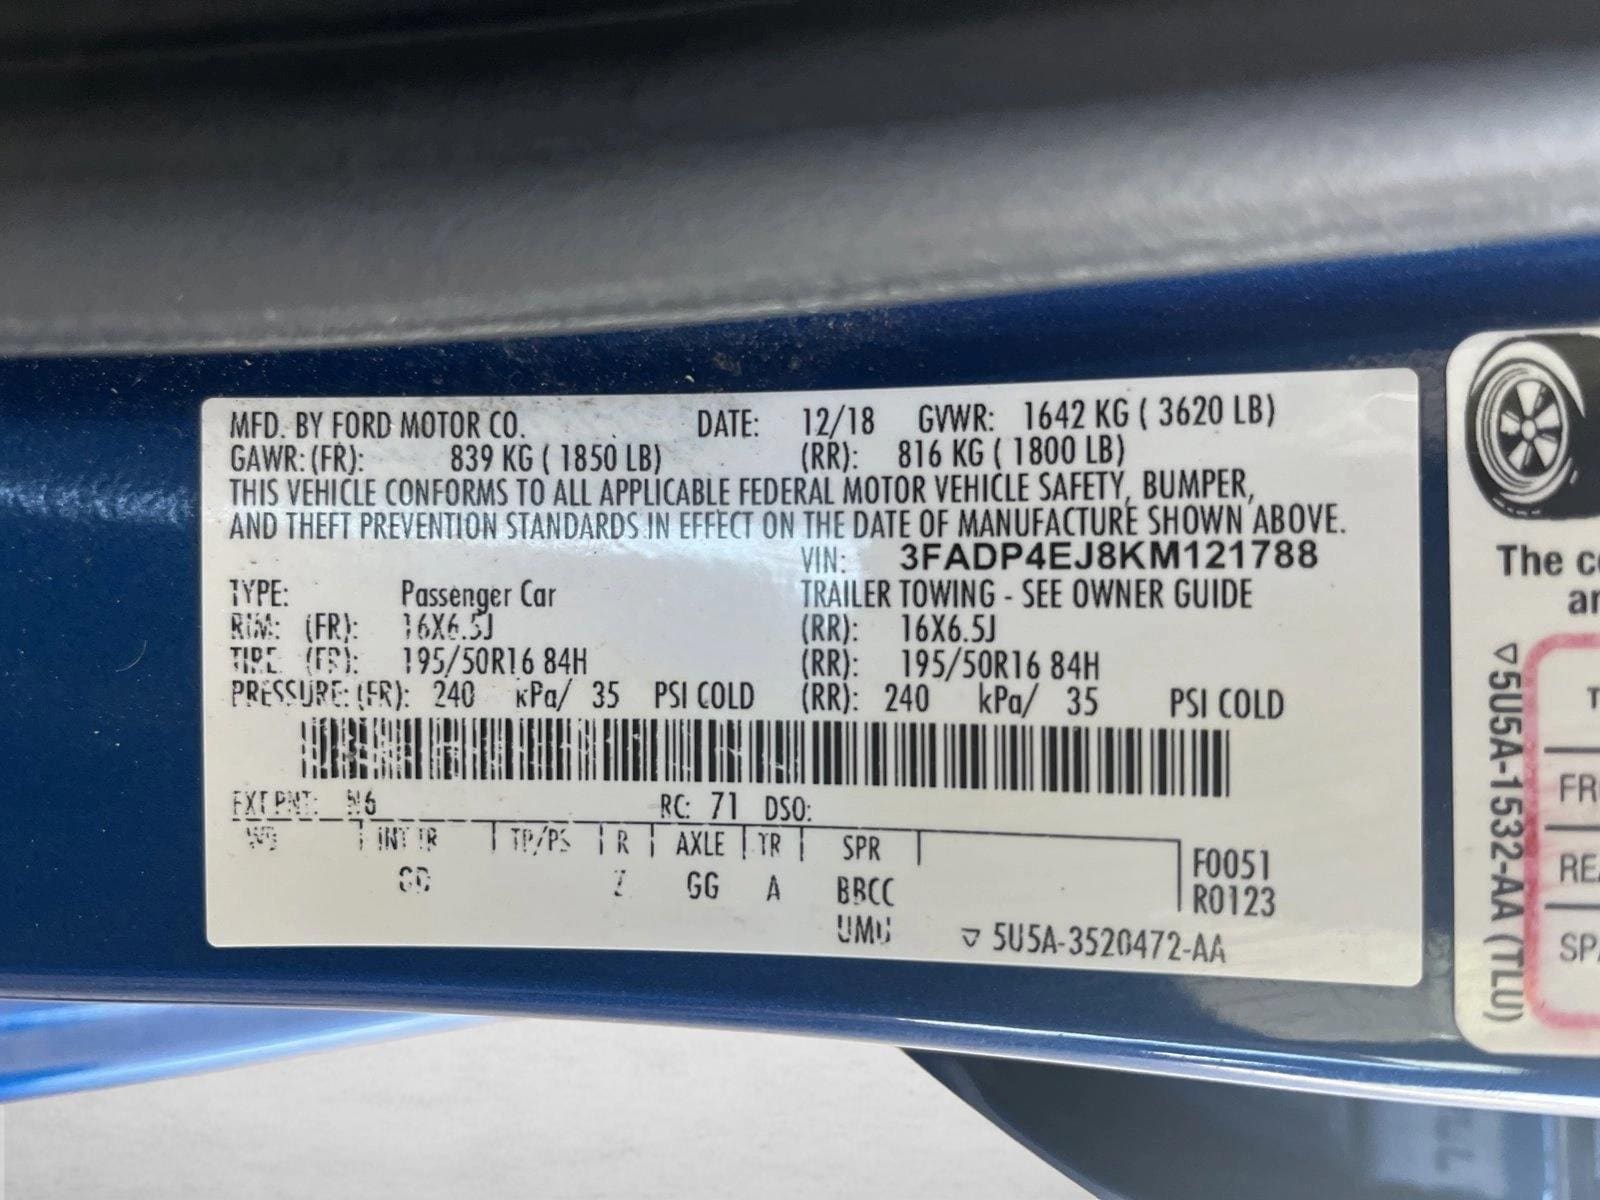 MFD. BY FORD MOTOR CO. DATE: 12/18 GVWR: 1642 KG ( 3620 LB)
GAWR: (FR): 839 KG ( 1850 LB) (RR): 816 KG ( 1800 LB)
THIS VEHICLE CONFORMS TO ALL APPLICABLE FEDERAL MOTOR VEHICLE SAFETY, BUMPER,
AND THEFT PREVENTION STANDARDS IN EFFECT ON THE DATE OF MANUFACTURE SHOWN ABOVE.
VIN: 3FADP4EJ8KM121788
TYPE: Passenger Car TRAILER TOWING - SEE OWNER GUIDE
RIM: (FR): 16X6.5J (RR): 16X6.5J
TIRE (FR): 195/50R16 84H (RR): 195/50R16 84H
PRESSURE: (FR): 240 kPa/ 35 PSI COLD (RR): 240 kPa/ 35 PSI COLD
EXT PNT: N6 RC: 71 DSO:
WB INT TR TP/PS R AXLE TR SPR
F0051
GG A BBCC R0123
UMU ▽ 5U5A-3520472-AA
The
▽5U5A-1532-AA (TLU)